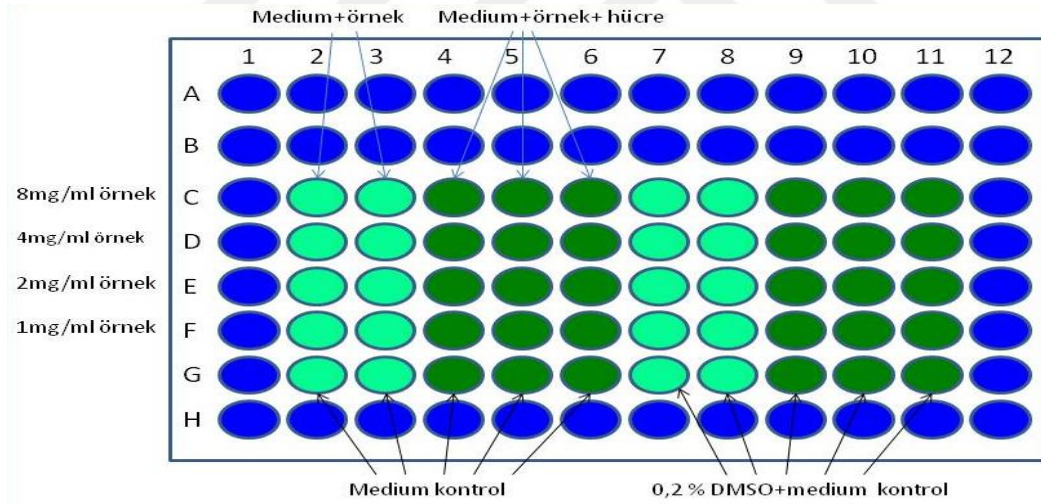 Medium+örnek Medium+örnek+ hücre
1 2 3 4 5 6 7 8 9 10 11 12
A
B
8mg/ml örnek C
4mg/ml örnek D
2mg/ml örnek E
1mg/ml örnek F
G
H
Medium kontrol 0,2 % DMSO+medium kontrol